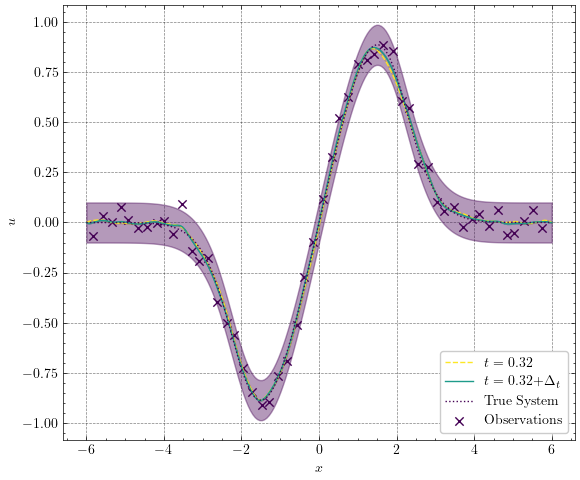 1.00
0.75
0.50
0.25
0.00
−0.25
−0.50
−0.75
−1.00
u
−6 −4 −2 0 2 4 6
x
t = 0.32
t = 0.32+Δt
True System
Observations